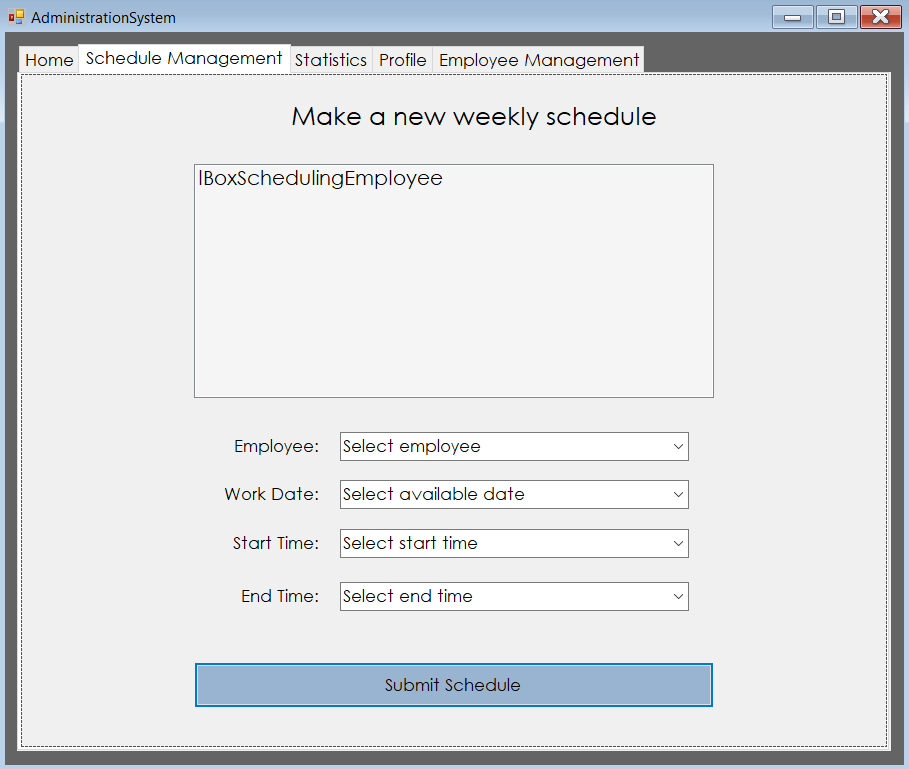 AdministrationSystem
Home Schedule Management Statistics Profile Employee Management
Make a new weekly schedule
lBoxSchedulingEmployee
Employee: Select employee
Work Date: Select available date
Start Time: Select start time
End Time: Select end time
Submit Schedule